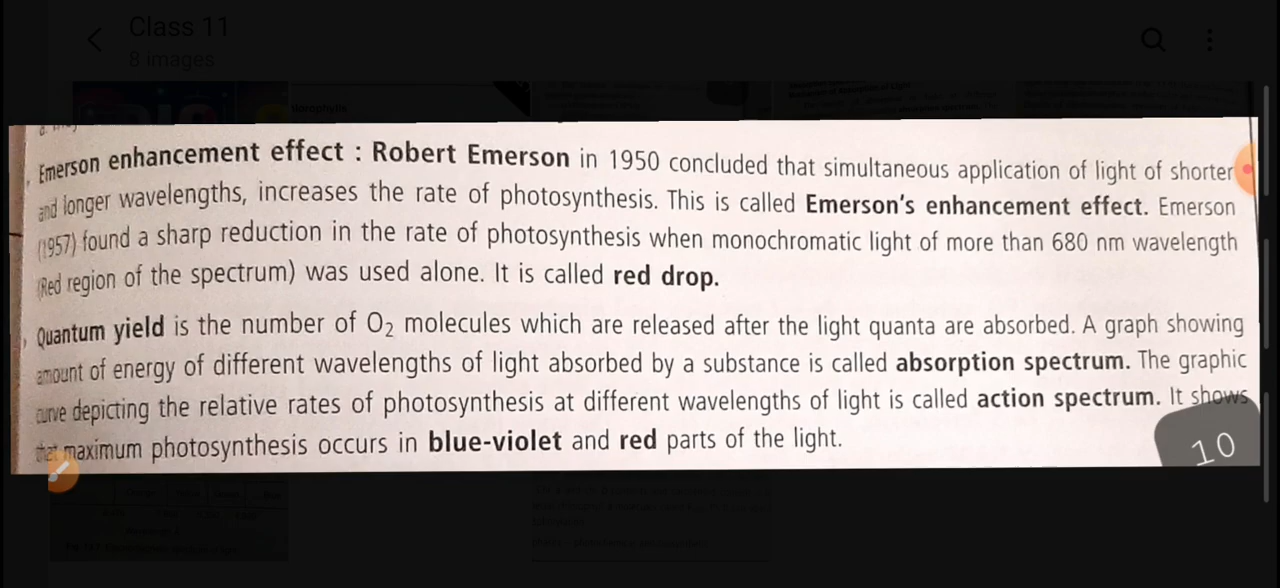 Class 11
8 images
lorophylls.
Emerson enhancement effect : Robert Emerson in 1950 concluded that simultaneous application of light of shorter
and longer wavelengths, increases the rate of photosynthesis. This is called Emerson's enhancement effect. Emerson
(1957) found a sharp reduction in the rate of photosynthesis when monochromatic light of more than 680 nm wavelength
(Red region of the spectrum) was used alone. It is called red drop.
Quantum yield is the number of O₂ molecules which are released after the light quanta are absorbed. A graph showing
amount of energy of different wavelengths of light absorbed by a substance is called absorption spectrum. The graphic
curve depicting the relative rates of photosynthesis at different wavelengths of light is called action spectrum. It shows
that maximum photosynthesis occurs in blue-violet and red parts of the light.
10